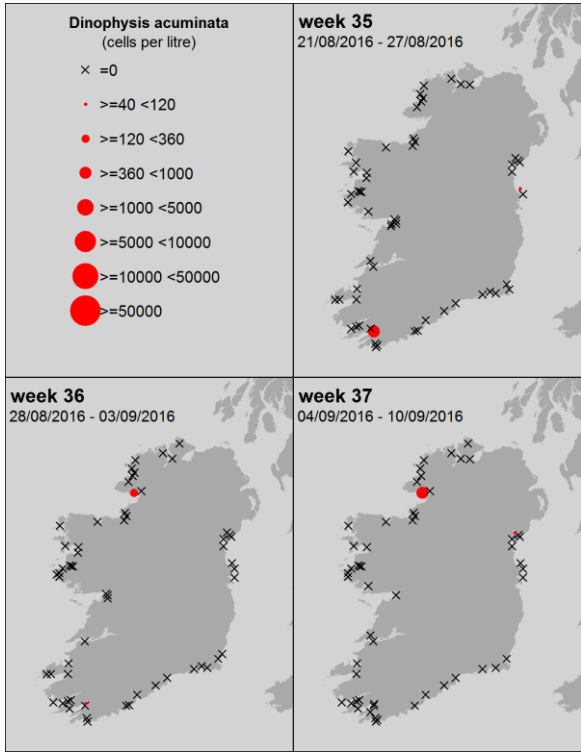 Dinophysis acuminata
(cells per litre)
=0
>=40 <120
>=120 <360
>=360 <1000
>=1000 <5000
>=5000 <10000
>=10000 <50000
>=50000
week 35
21/08/2016 - 27/08/2016
week 36
28/08/2016 - 03/09/2016
week 37
04/09/2016 - 10/09/2016